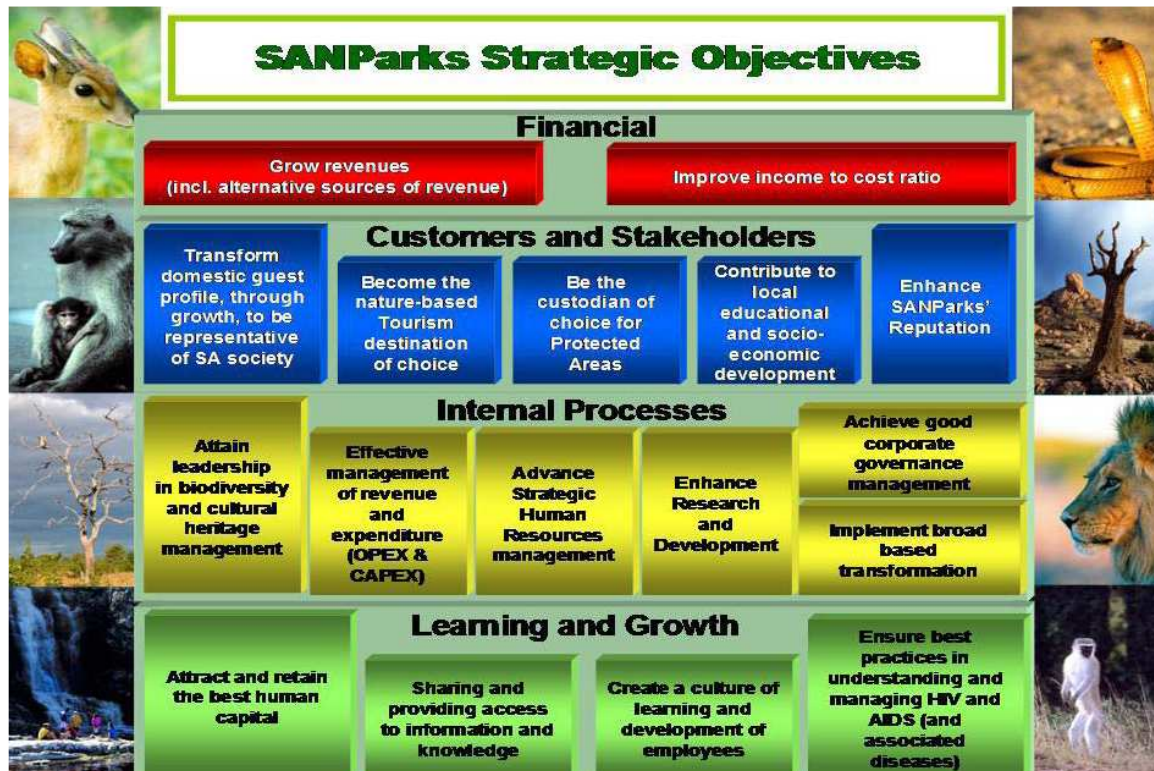 SANParks Strategic Objectives
Financial
Grow revenues
(incl. alternative sources of revenue)
Improve income to cost ratio
Customers and Stakeholders
Transform
domestic guest
profile, through
growth, to be
representative
of SA society
Become the
nature-based
Tourism
destination
of choice
Be the
custodian of
choice for
Protected
Areas
Contribute to
local
educational
and socio-
economic
development
Enhance
SANParks'
Reputation
Internal Processes
Attain
leadership
in biodiversity
and cultural
heritage
management
Effective
management
of revenue
and
expenditure
(OPEX &
CAPEX)
Advance
Strategic
Human
Resources
management
Enhance
Research
and
Development
Achieve good
corporate
governance
management
Implement broad
based
transformation
Learning and Growth
Attract and retain
the best human
capital
Sharing and
providing access
to information and
knowledge
Create a culture of
learning and
development of
employees
Ensure best
practices in
understanding and
managing HIV and
AIDS (and
associated
diseases)